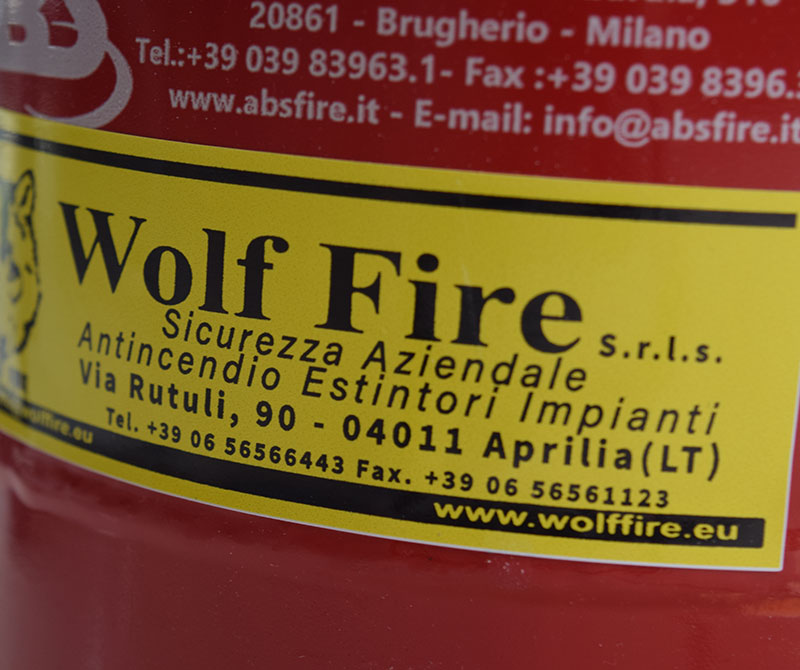 20861 - Brugherio - Milano
Tel.:+39 039 83963.1- Fax :+39 039 8396.
www.absfire.it - E-mail: info@absfire.it
Wolf Fire s.r.l.s.
Sicurezza Aziendale
Antincendio Estintori Impianti
Via Rutuli, 90 - 04011 Aprilia(LT)
Tel. +39 06 56566443 Fax. +39 06 56561123
www.wolffire.eu